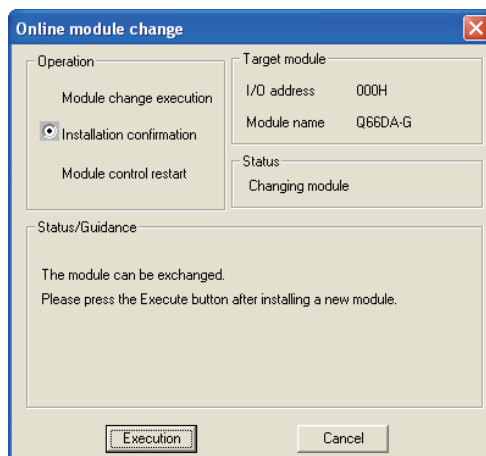 Online module change
Operation
Module change execution
Installation confirmation
Module control restart
Target module
I/O address 000H
Module name Q66DA-G
Status
Changing module
Status/Guidance
The module can be exchanged.
Please press the Execute button after installing a new module.
Execution
Cancel